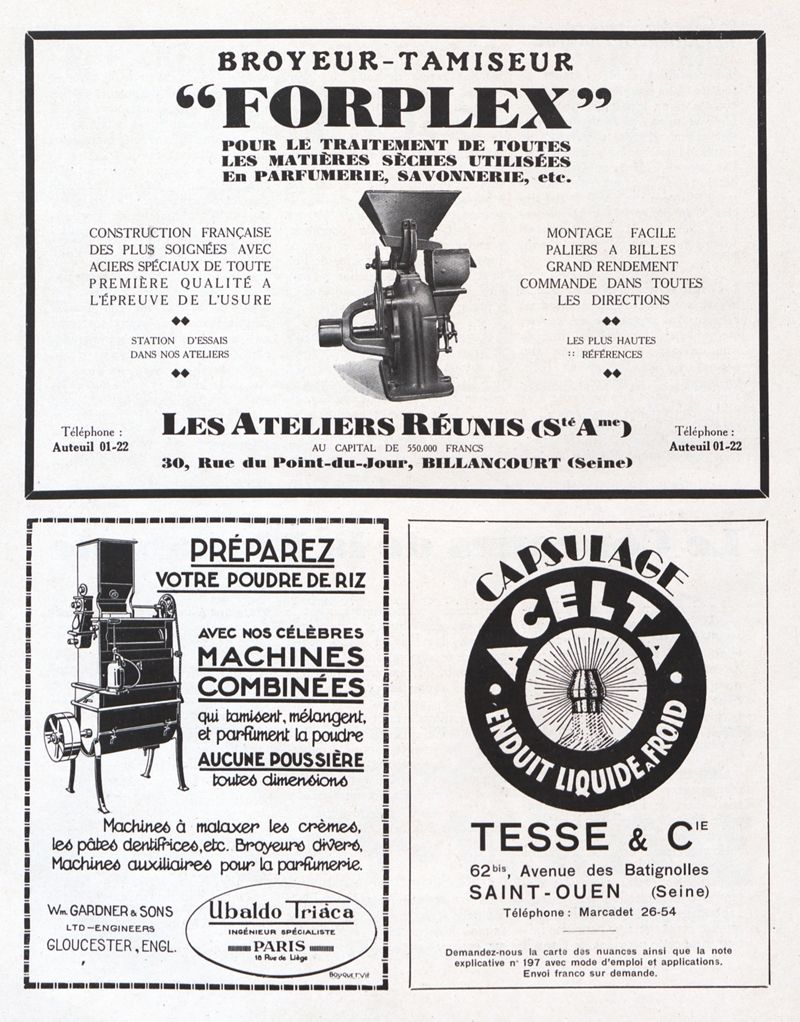 BROYEUR-TAMISEUR
“FORPLEX”
POUR LE TRAITEMENT DE TOUTES
LES MATIÈRES SÈCHES UTILISÉES
En PARFUMERIE, SAVONNERIE, etc.
CONSTRUCTION FRANÇAISE
DES PLUS SOIGNÉES AVEC
ACIERS SPÉCIAUX DE TOUTE
PREMIÈRE QUALITÉ A
L'ÉPREUVE DE L'USURE
STATION D'ESSAIS
DANS NOS ATELIERS
MONTAGE FACILE
PALIERS A BILLES
GRAND RENDEMENT
COMMANDE DANS TOUTES
LES DIRECTIONS
LES PLUS HAUTES
:: RÉFÉRENCES
Téléphone :
Auteuil 01-22
LES ATELIERS RÉUNIS (Sté Ame)
AU CAPITAL DE 550.000 FRANCS
30, Rue du Point-du-Jour, BILLANCOURT (Seine)
Téléphone :
Auteuil 01-22
PRÉPAREZ
VOTRE POUDRE DE RIZ
AVEC NOS CÉLÈBRES
MACHINES
COMBINÉES
qui tamisent, mélangent,
et parfument la poudre
AUCUNE POUSSIÈRE
toutes dimensions
Machines à malaxer les crèmes,
les pâtes dentifrices, etc. Broyeurs divers,
Machines auxiliaires pour la parfumerie.
Wm. GARDNER & SONS
LTD-ENGINEERS
GLOUCESTER, ENGL.
Ubaldo Triaca
INGÉNIEUR SPÉCIALISTE
PARIS
18 Rue de Liège
CAPSULAGE
ACELTA
ENDUIT LIQUIDE A FROID
TESSE & CIE
62bis, Avenue des Batignolles
SAINT-OUEN (Seine)
Téléphone : Marcadet 26-54
Demandez-nous la carte des nuances ainsi que la note
explicative n° 197 avec mode d'emploi et applications.
Envoi franco sur demande.